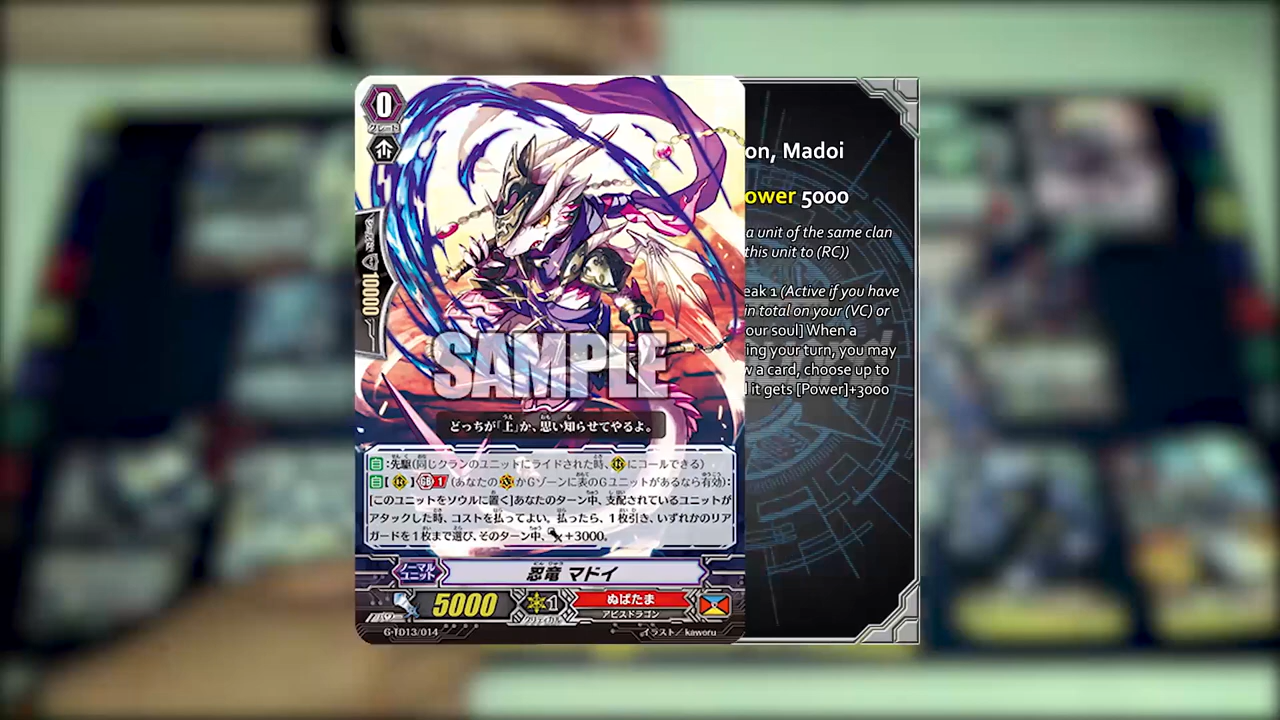 0
グレード
10000
SAMPLE
どっちが「上」か、思い知らせてやるよ。
:先駆(同じクランのユニットにライドされた時、 にコールできる)
【 】GB 1 (あなたの かGゾーンに表のGユニットがあるなら有効):
[このユニットをソウルに置く]あなたのターン中、支配されているユニットが
アタックした時、コストを払ってよい。払ったら、1枚引き、いずれかのリア
ガードを1枚まで選び、そのターン中、 +3000。
ノーマル
ユニット
忍竜 マドイ
パワー
5000
1
クリティカル
ぬばたま
アビスドラゴン
G-TD13/014
イラスト/kaworu
on, Madoi
ower 5000
a unit of the same clan
this unit to (RC))
eak 1 (Active if you have
in total on your (VC) or
our soul] When a
ing your turn, you may
w a card, choose up to
it gets [Power]+3000